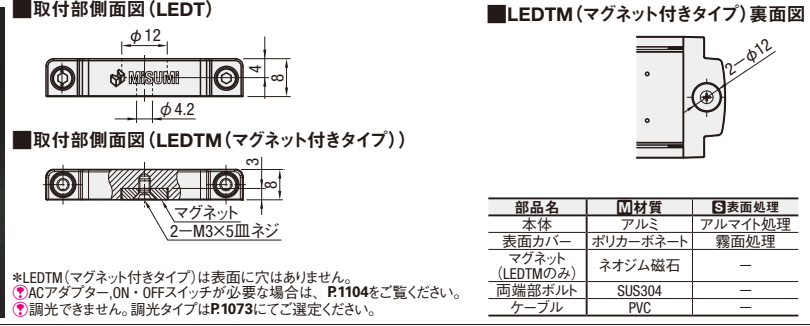 ■取付部側面図(LEDT)
φ12
4
8
MiSUMi
φ4.2
■取付部側面図(LEDTM(マグネット付きタイプ))
3
8
8
マグネット
2−M3×5皿ネジ
*LEDTM(マグネット付きタイプ)は表面に穴はありません。
ACアダプター,ON・OFFスイッチが必要な場合は、P.1104をご覧ください。
調光できません。調光タイプはP.1073にてご選定ください。
■LEDTM(マグネット付きタイプ)裏面図
2−φ12
部品名 M材質 S表面処理
本体 アルミ アルマイト処理
表面カバー ポリカーボネート 霧面処理
マグネット
(LEDTMのみ) ネオジム磁石 −
両端部ボルト SUS304 −
ケーブル PVC −